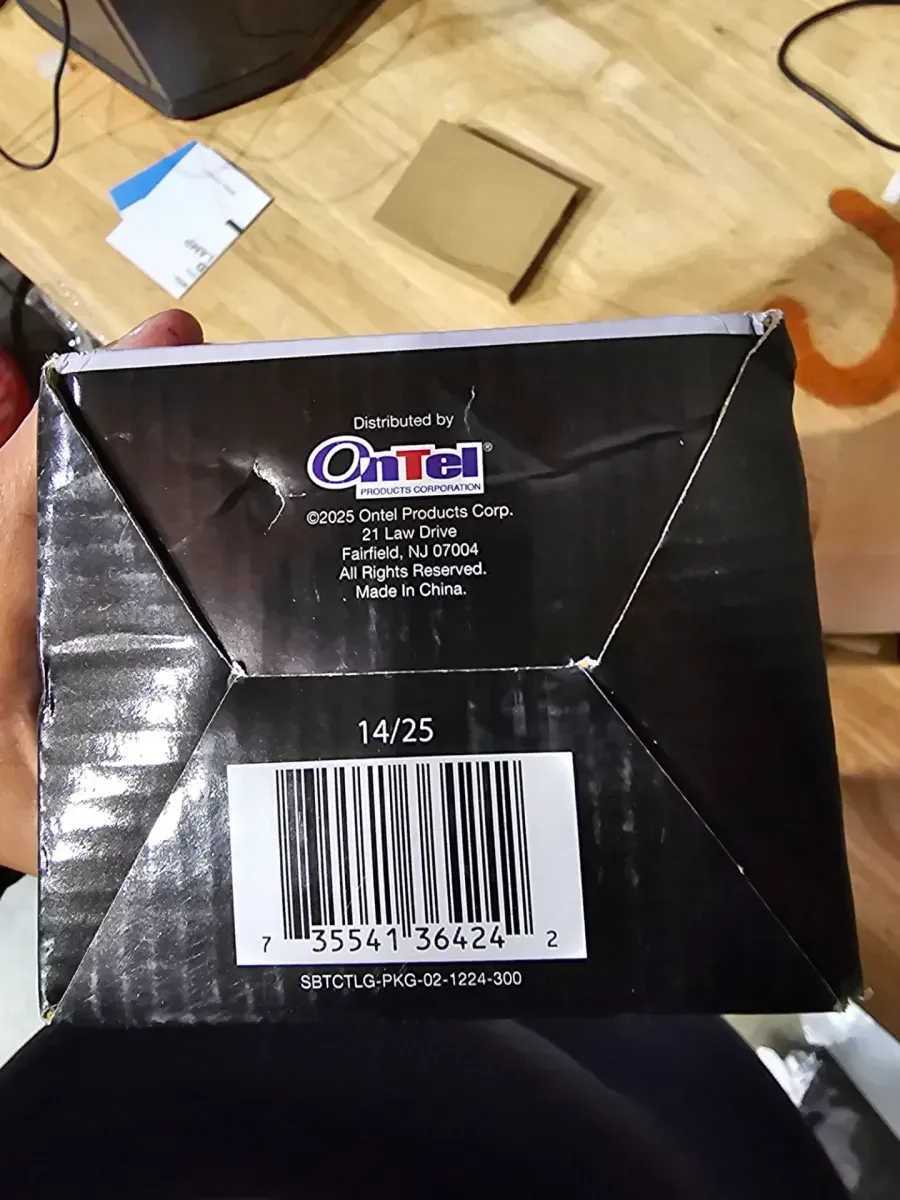 LAMP
Distributed by
OnTel®
PRODUCTS CORPORATION
©2025 Ontel Products Corp.
21 Law Drive
Fairfield, NJ 07004
All Rights Reserved.
Made In China.
14/25
7 35541 36424 2
SBTCTLG-PKG-02-1224-300